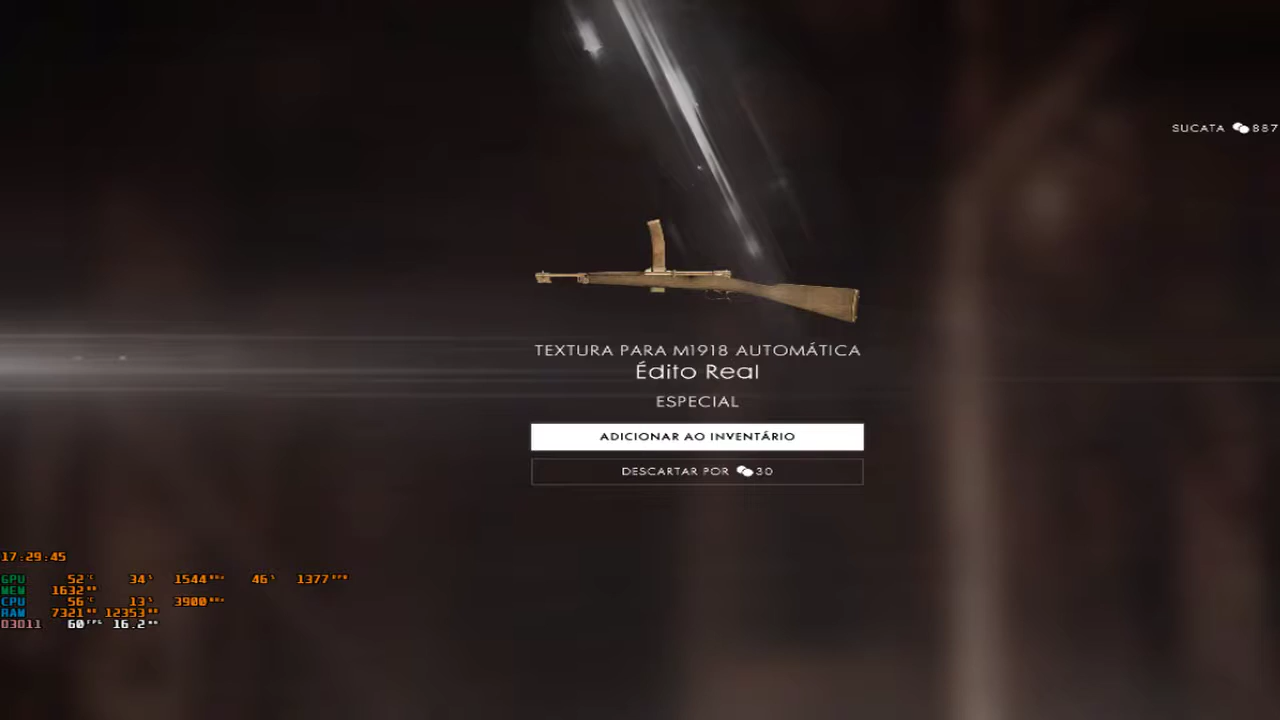 SUCATA 887
TEXTURA PARA M1918 AUTOMÁTICA
Édito Real
ESPECIAL
ADICIONAR AO INVENTÁRIO
DESCARTAR POR 30
17:29:45
GPU 52°C 34% 1544 46% 1377
MEM 1632
CPU 56°C 13% 3900
RAM 7321 12353
D3D11 60 FPS 16.2